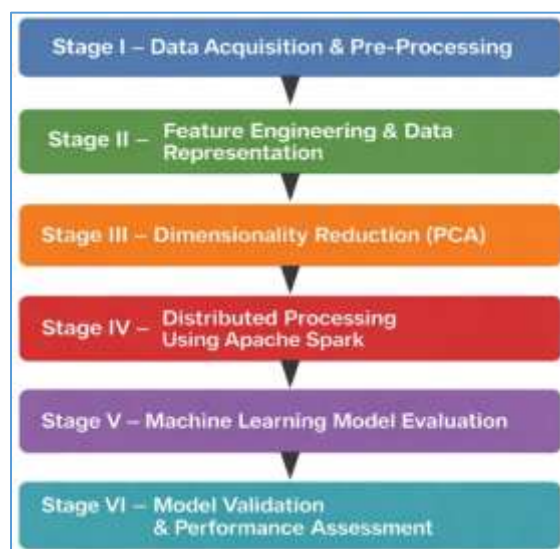 Stage I – Data Acquisition & Pre-Processing
Stage II – Feature Engineering & Data
Representation
Stage III – Dimensionality Reduction (PCA)
Stage IV – Distributed Processing
Using Apache Spark
Stage V – Machine Learning Model Evaluation
Stage VI – Model Validation
& Performance Assessment